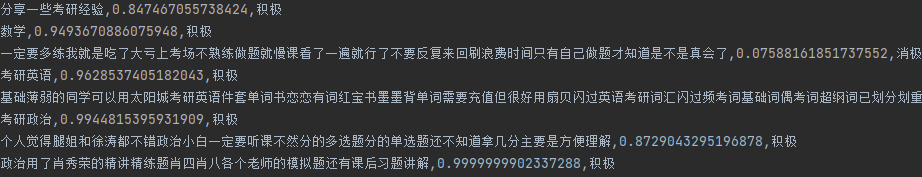 分享一些考研经验,0.847467055738424,积极
数学,0.9493670886075948,积极
一定要多练我就是吃了大亏上考场不熟练做题就慢课看了一遍就行了不要反复来回刷浪费时间只有自己做题才知道是不是真会了,0.07588161851737552,消极
考研英语,0.9628537405182043,积极
基础薄弱的同学可以用太阳城考研英语件套单词书恋恋有词红宝书墨墨背单词需要充值但很好用扇贝闪过英语考研词汇闪过频考词基础词偶考词超纲词已划分划重
考研政治,0.9944815395931909,积极
个人觉得腿姐和徐涛都不错政治小白一定要听课不然分的多选题分的单选题还不知道拿几分主要是方便理解,0.8729043295196878,积极
政治用了肖秀荣的精讲精练题肖四肖八各个老师的模拟题还有课后习题讲解,0.9999999902337288,积极